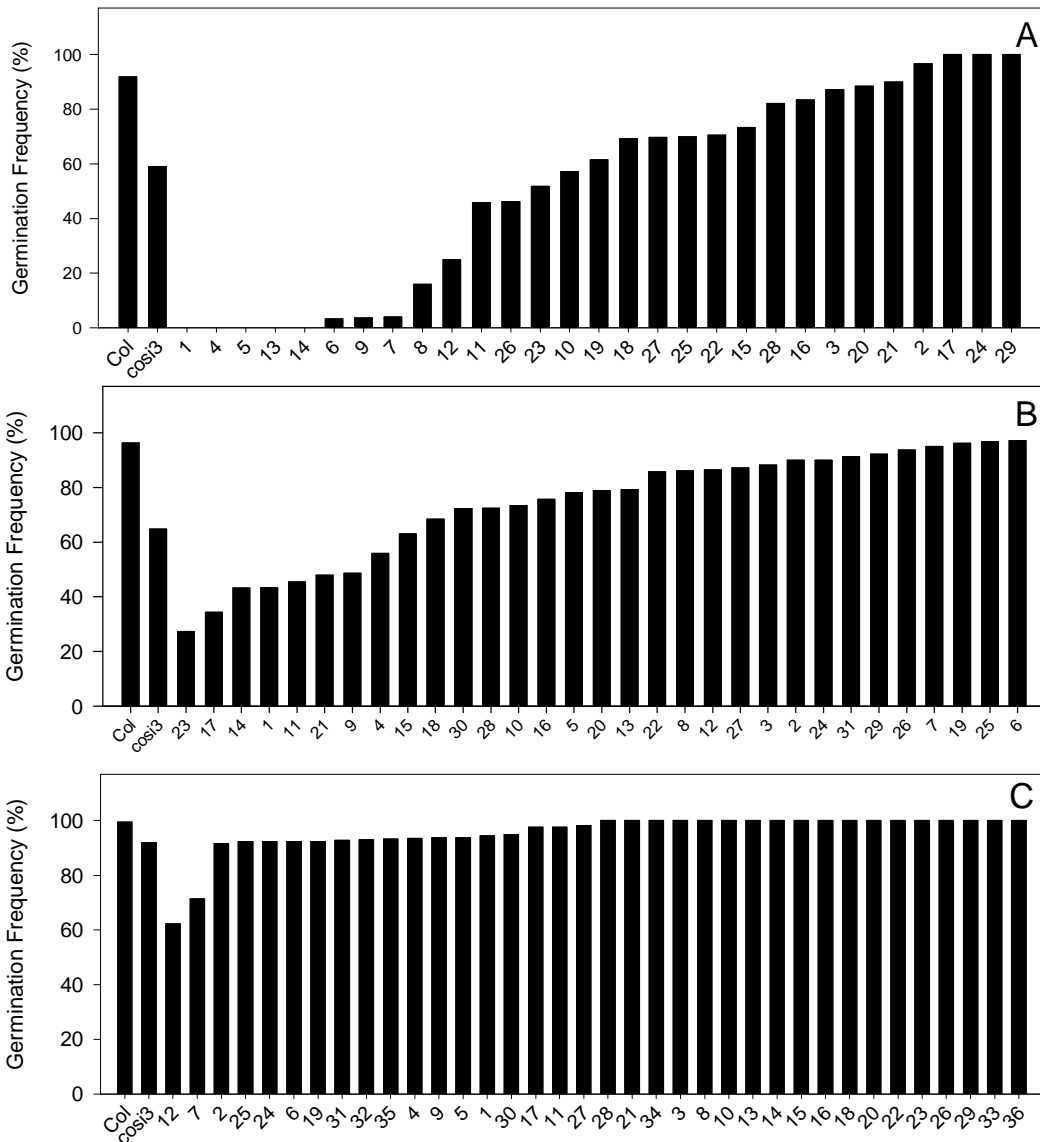 A
Germination Frequency (%)
100
80
60
40
20
0
Col cosi3 1 4 5 13 14 6 9 7 8 12 11 26 23 10 19 18 27 25 22 15 28 16 3 20 21 2 17 24 29
B
Germination Frequency (%)
100
80
60
40
20
0
Col cosi3 23 17 14 1 11 21 9 4 15 18 30 28 10 16 5 20 13 22 8 12 27 3 2 24 31 29 26 7 19 25 6
C
Germination Frequency (%)
100
80
60
40
20
0
Col cosi3 12 7 2 25 24 6 19 31 32 35 4 9 5 1 30 17 11 27 28 21 34 3 8 10 13 14 15 16 18 20 22 23 26 29 33 36